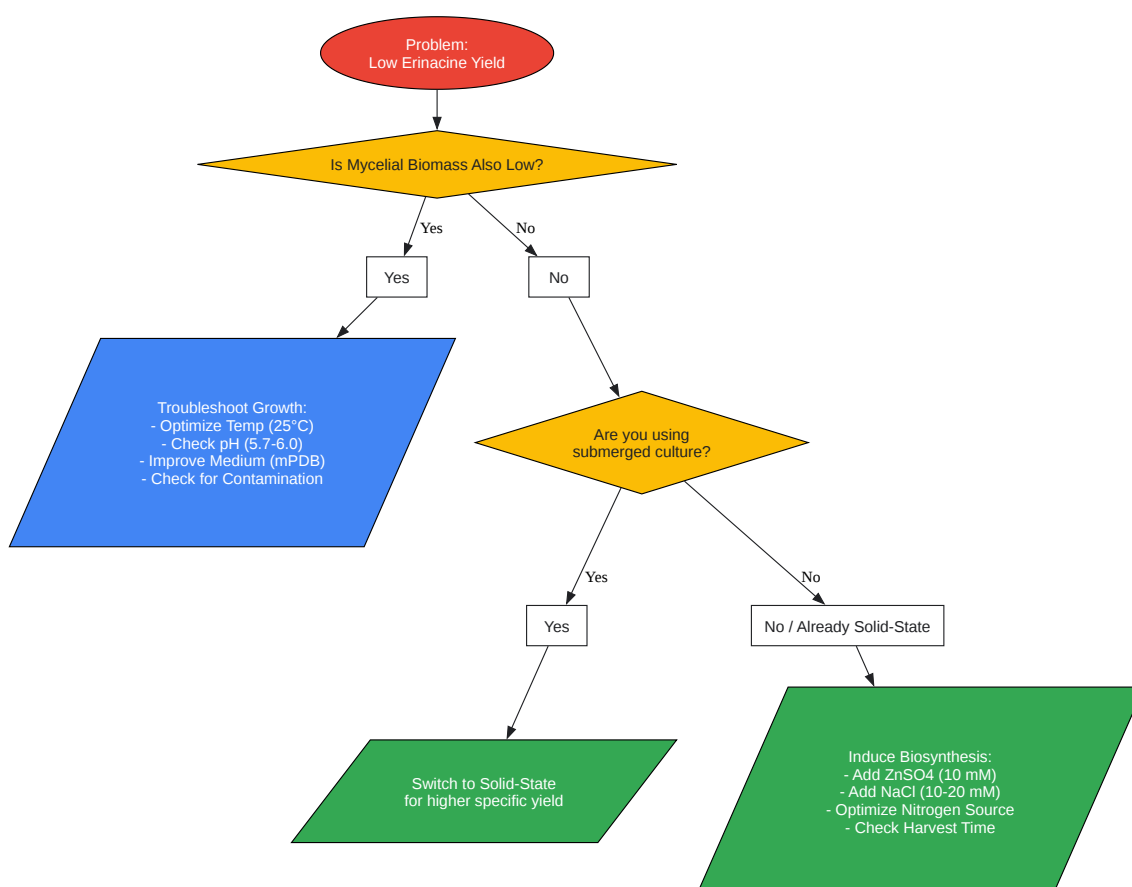 Problem:
Low Erinacine Yield
Is Mycelial Biomass Also Low?
Yes
No
Yes
No
Troubleshoot Growth:
- Optimize Temp (25°C)
- Check pH (5.7-6.0)
- Improve Medium (mPDB)
- Check for Contamination
Are you using
submerged culture?
Yes
No
Yes
No / Already Solid-State
Switch to Solid-State
for higher specific yield
Induce Biosynthesis:
- Add ZnSO4 (10 mM)
- Add NaCl (10-20 mM)
- Optimize Nitrogen Source
- Check Harvest Time